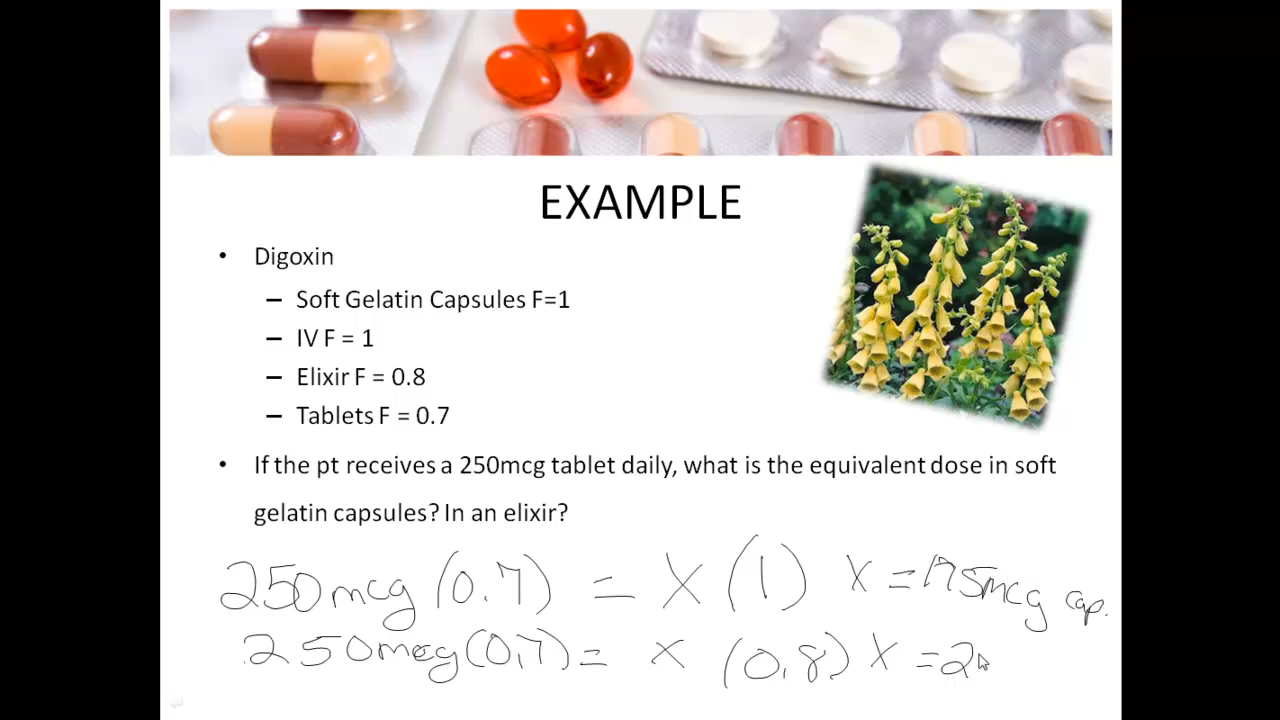 EXAMPLE
• Digoxin
– Soft Gelatin Capsules F=1
– IV F = 1
– Elixir F = 0.8
– Tablets F = 0.7
• If the pt receives a 250mcg tablet daily, what is the equivalent dose in soft
gelatin capsules? In an elixir?
250mcg (0.7) = X (1) X = 175mcg cap.
250mcg (0.7) = X (0.8) X = 2